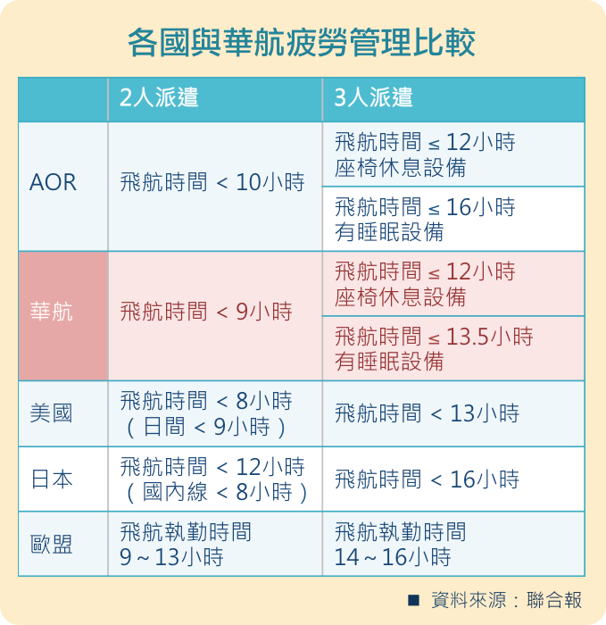 各國與華航疲勞管理比較
2人派遣
3人派遣
AOR
飛航時間 < 10小時
飛航時間 ≤ 12小時
座椅休息設備
飛航時間 ≤ 16小時
有睡眠設備
華航
飛航時間 < 9小時
飛航時間 ≤ 12小時
座椅休息設備
飛航時間 ≤ 13.5小時
有睡眠設備
美國
飛航時間 < 8小時
（日間 < 9小時）
飛航時間 < 13小時
日本
飛航時間 < 12小時
（國內線 < 8小時）
飛航時間 < 16小時
歐盟
飛航執勤時間
9～13小時
飛航執勤時間
14～16小時
■ 資料來源：聯合報